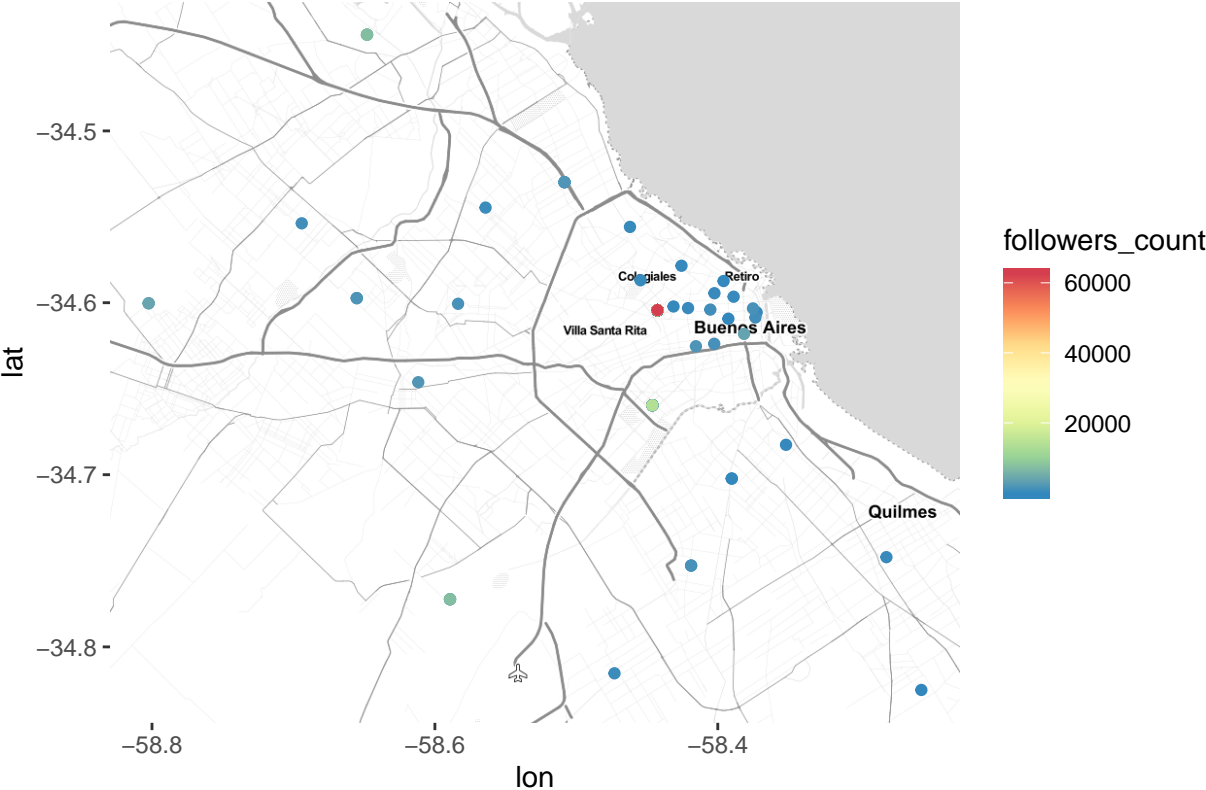 −34.5
−34.6
−34.7
−34.8
lat
Colegiales
Retiro
Villa Santa Rita
Buenos Aires
Quilmes
−58.8
−58.6
−58.4
lon
followers_count
60000
40000
20000